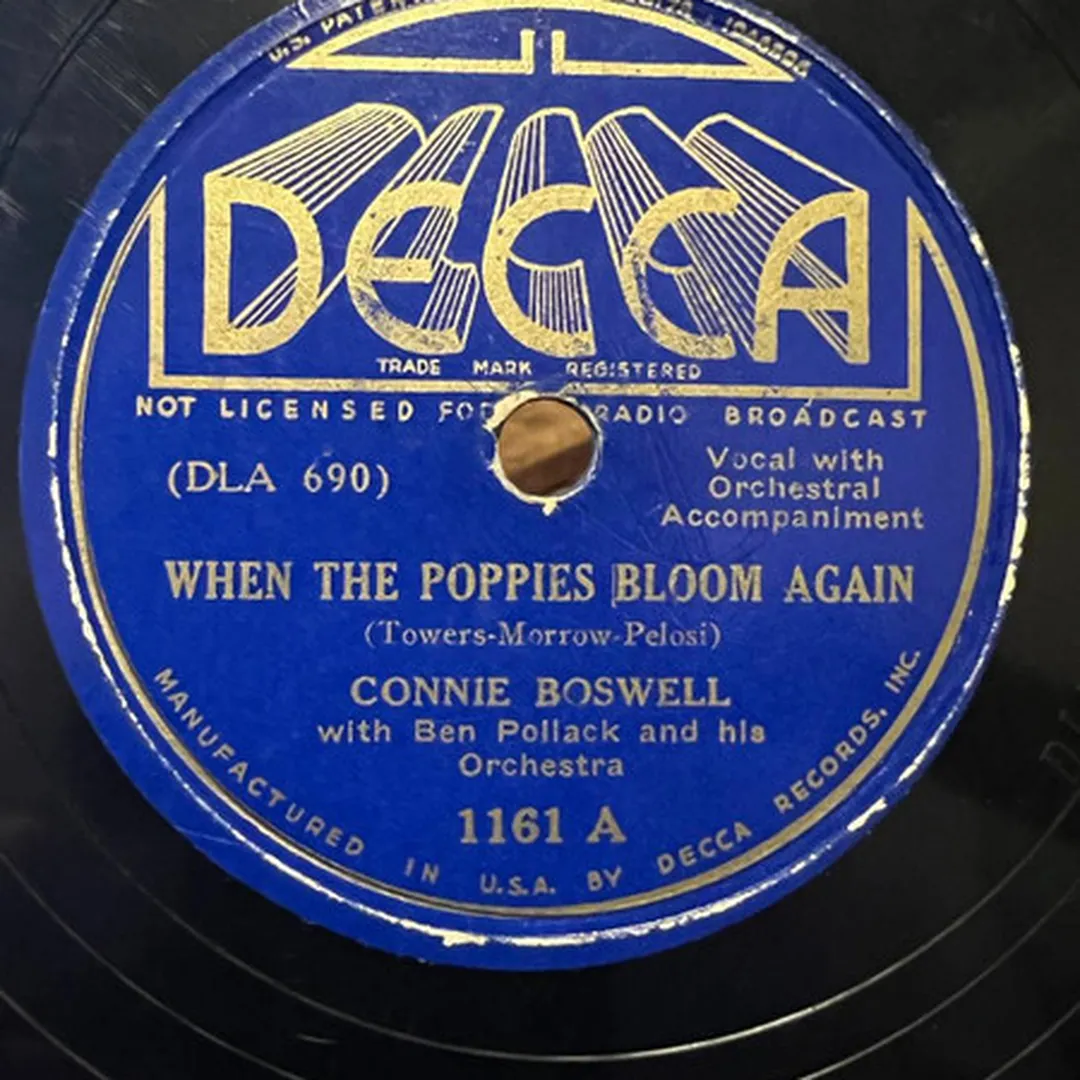 U.S. PATE
DECCA
TRADE MARK REGISTERED
NOT LICENSED FOR RADIO BROADCAST
(DLA 690)
Vocal with
Orchestral
Accompaniment
WHEN THE POPPIES BLOOM AGAIN
(Towers-Morrow-Pelosi)
CONNIE BOSWELL
with Ben Pollack and his
Orchestra
1161 A
MANUFACTURED IN U.S.A. BY DECCA RECORDS, INC.